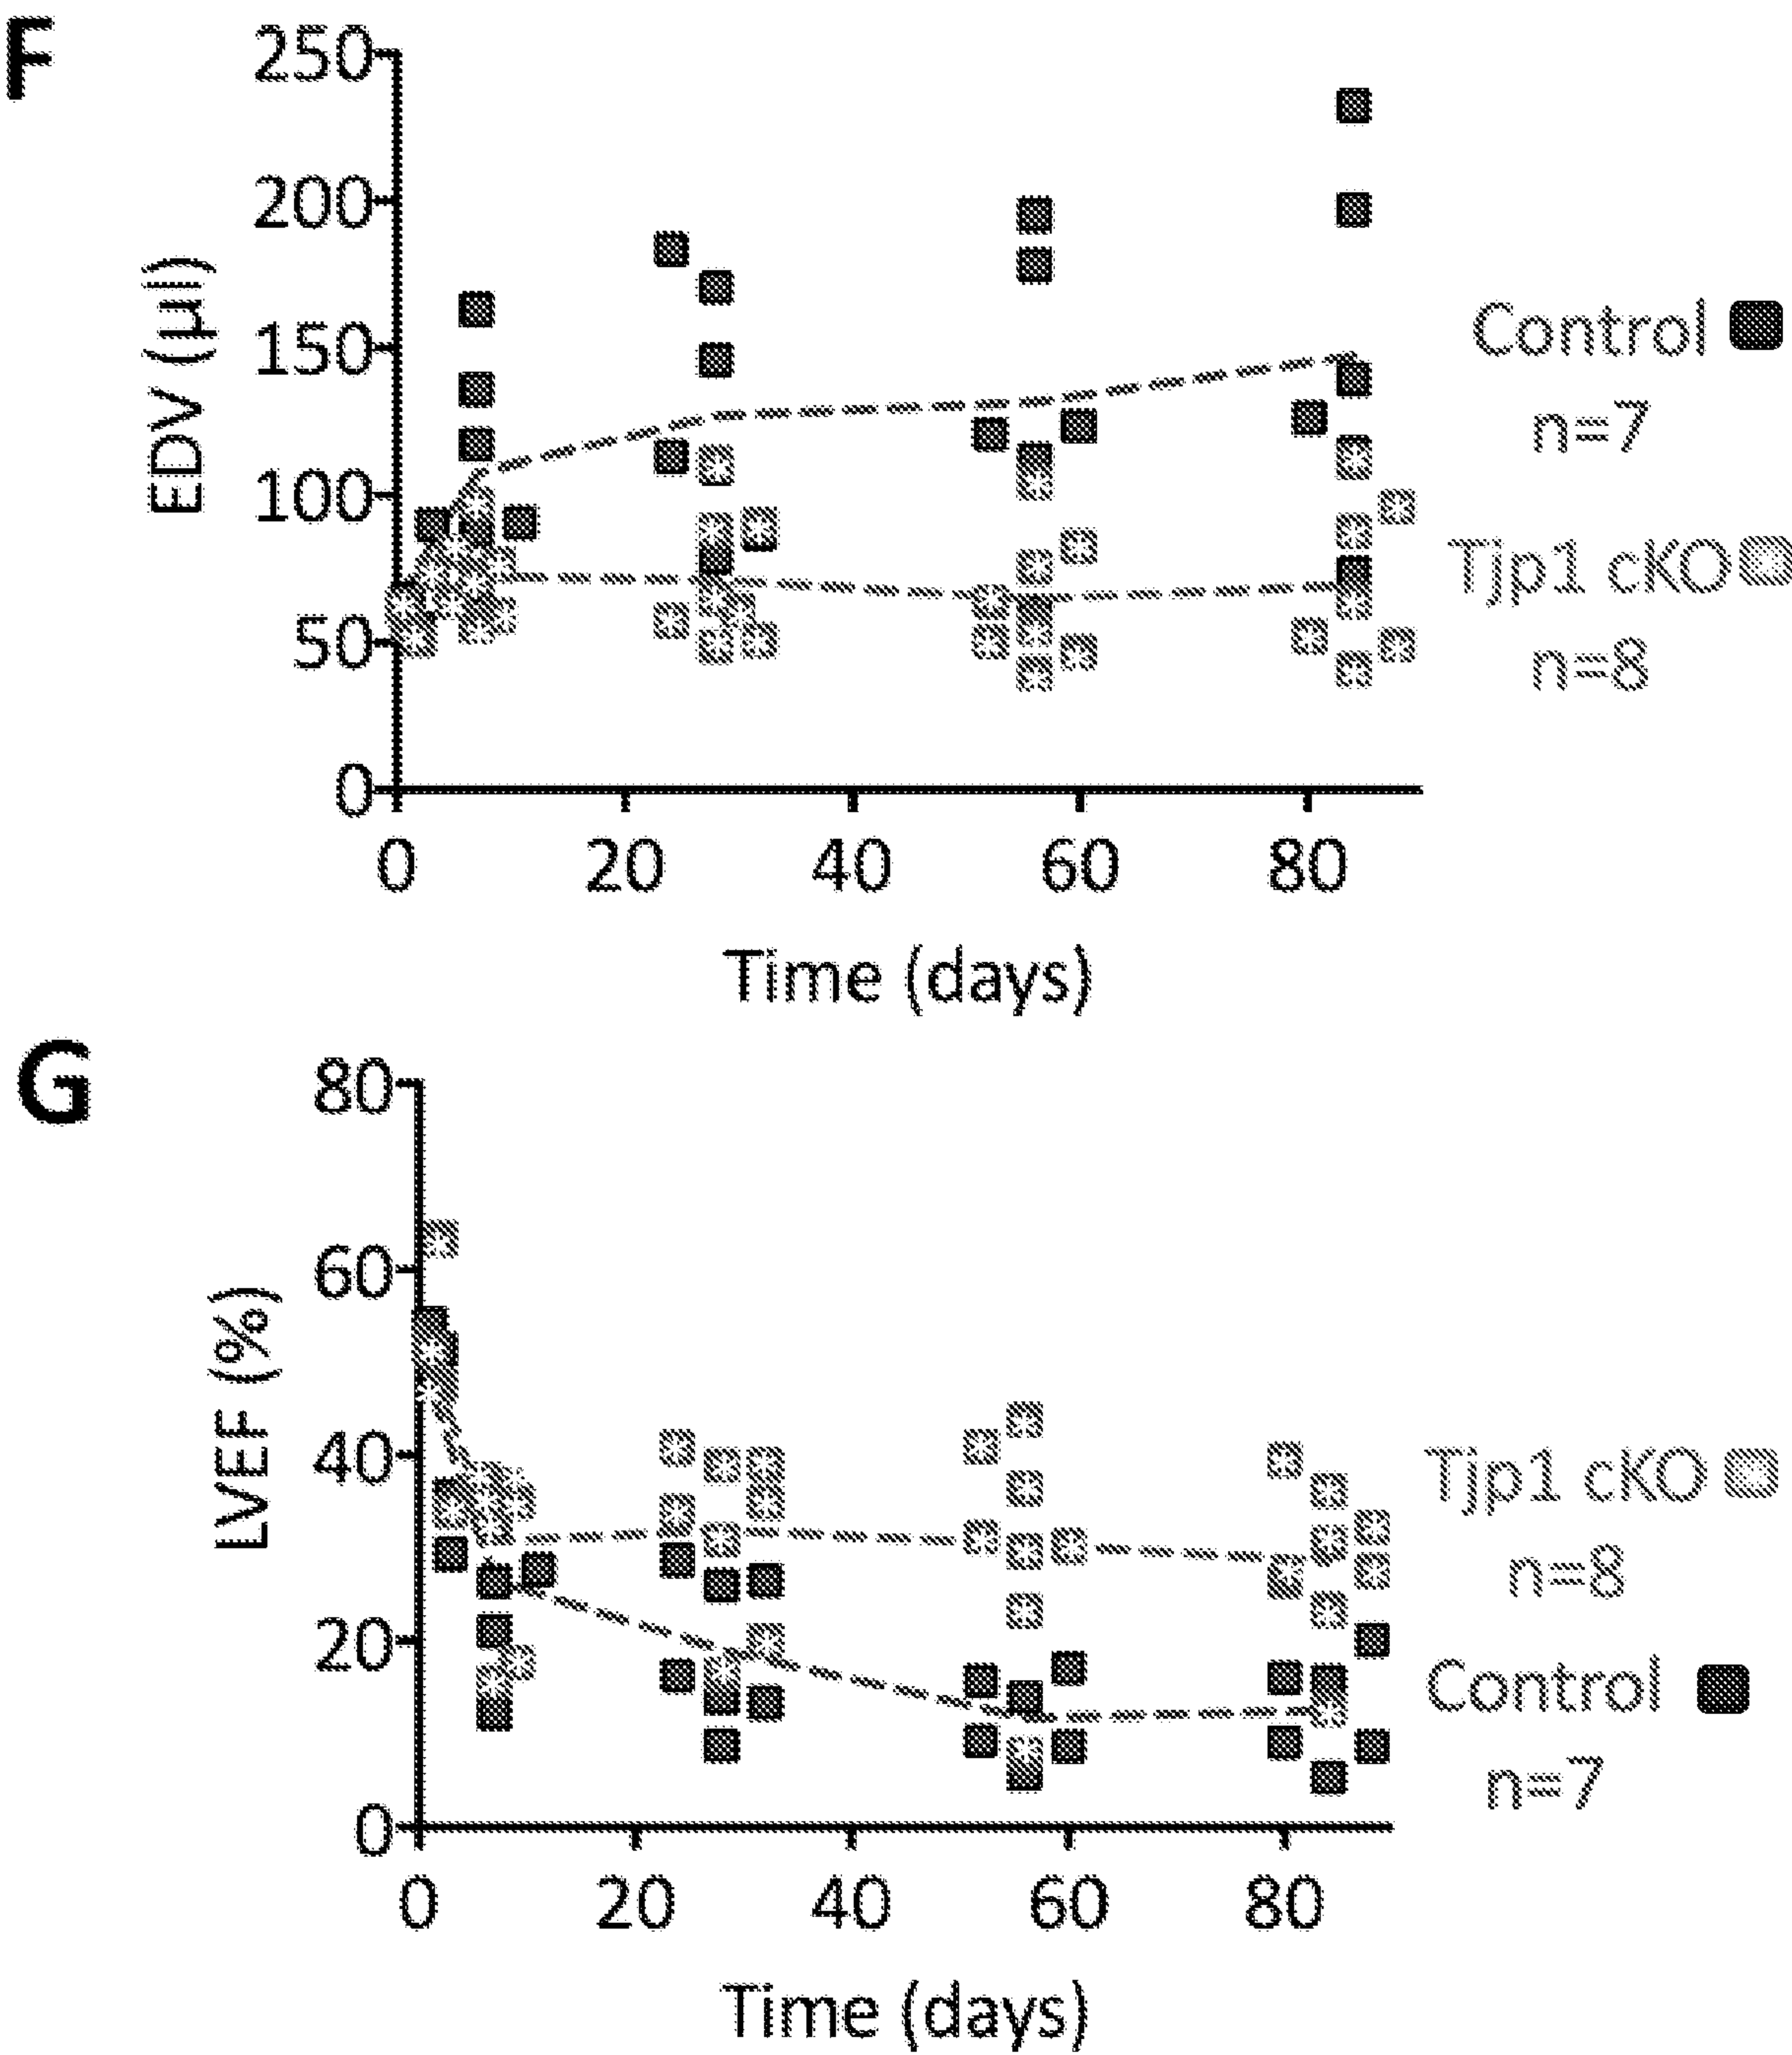 F
250
200
150
100
50
0
EDV (µl)
0 20 40 60 80
Time (days)
Control
n=7
Tjp1 cKO
n=8
G
80
60
40
20
0
LVEF (%)
0 20 40 60 80
Time (days)
Tjp1 cKO
n=8
Control
n=7